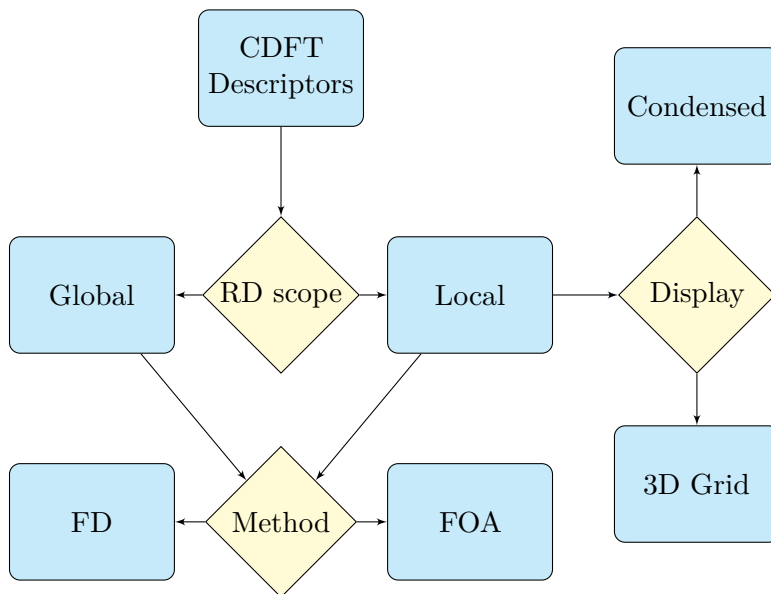 CDFT
Descriptors
Condensed
Global
RD scope
Local
Display
3D Grid
FD
Method
FOA